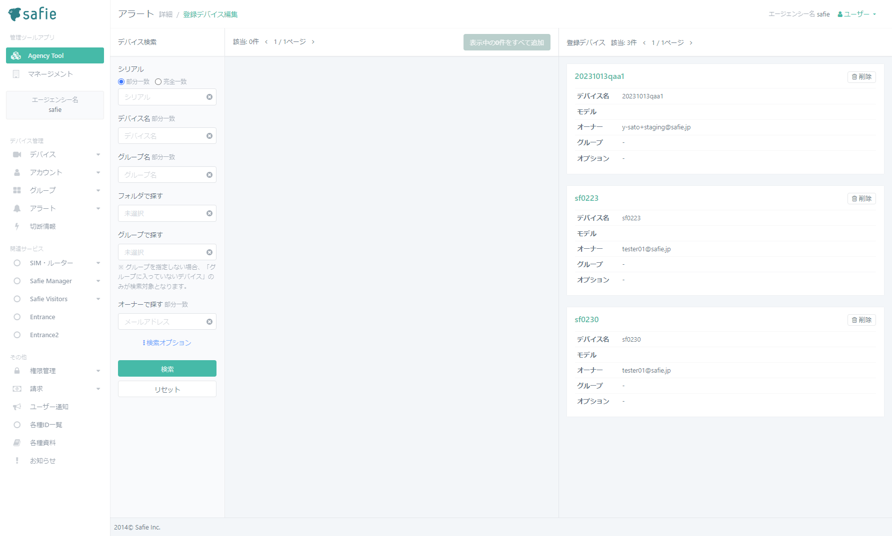 safie
管理ツールアプリ
Agency Tool
マネージメント
エージェンシー名
safie
デバイス管理
デバイス
アカウント
グループ
アラート
切断情報
関連サービス
SIM・ルーター
Safie Manager
Safie Visitors
Entrance
Entrance2
その他
権限管理
請求
ユーザー通知
各種ID一覧
各種資料
お知らせ
アラート 詳細 / 登録デバイス編集
エージェンシー名 safie ユーザー
デバイス検索
シリアル
部分一致 完全一致
シリアル
デバイス名 部分一致
デバイス名
グループ名 部分一致
グループ名
フォルダで探す
未選択
グループで探す
未選択
※ グループを指定しない場合、「グ
ループに入っていないデバイス」の
みが検索対象となります。
オーナーで探す 部分一致
メールアドレス
検索オプション
検索
リセット
該当: 0件 ‹ 1 / 1ページ ›
表示中の0件をすべて追加
登録デバイス 該当: 3件 ‹ 1 / 1ページ ›
20231013qaa1 削除
デバイス名 20231013qaa1
モデル
オーナー y-sato+staging@safie.jp
グループ -
オプション -
sf0223 削除
デバイス名 sf0223
モデル
オーナー tester01@safie.jp
グループ -
オプション -
sf0230 削除
デバイス名 sf0230
モデル
オーナー tester01@safie.jp
グループ -
オプション -
2014© Safie Inc.